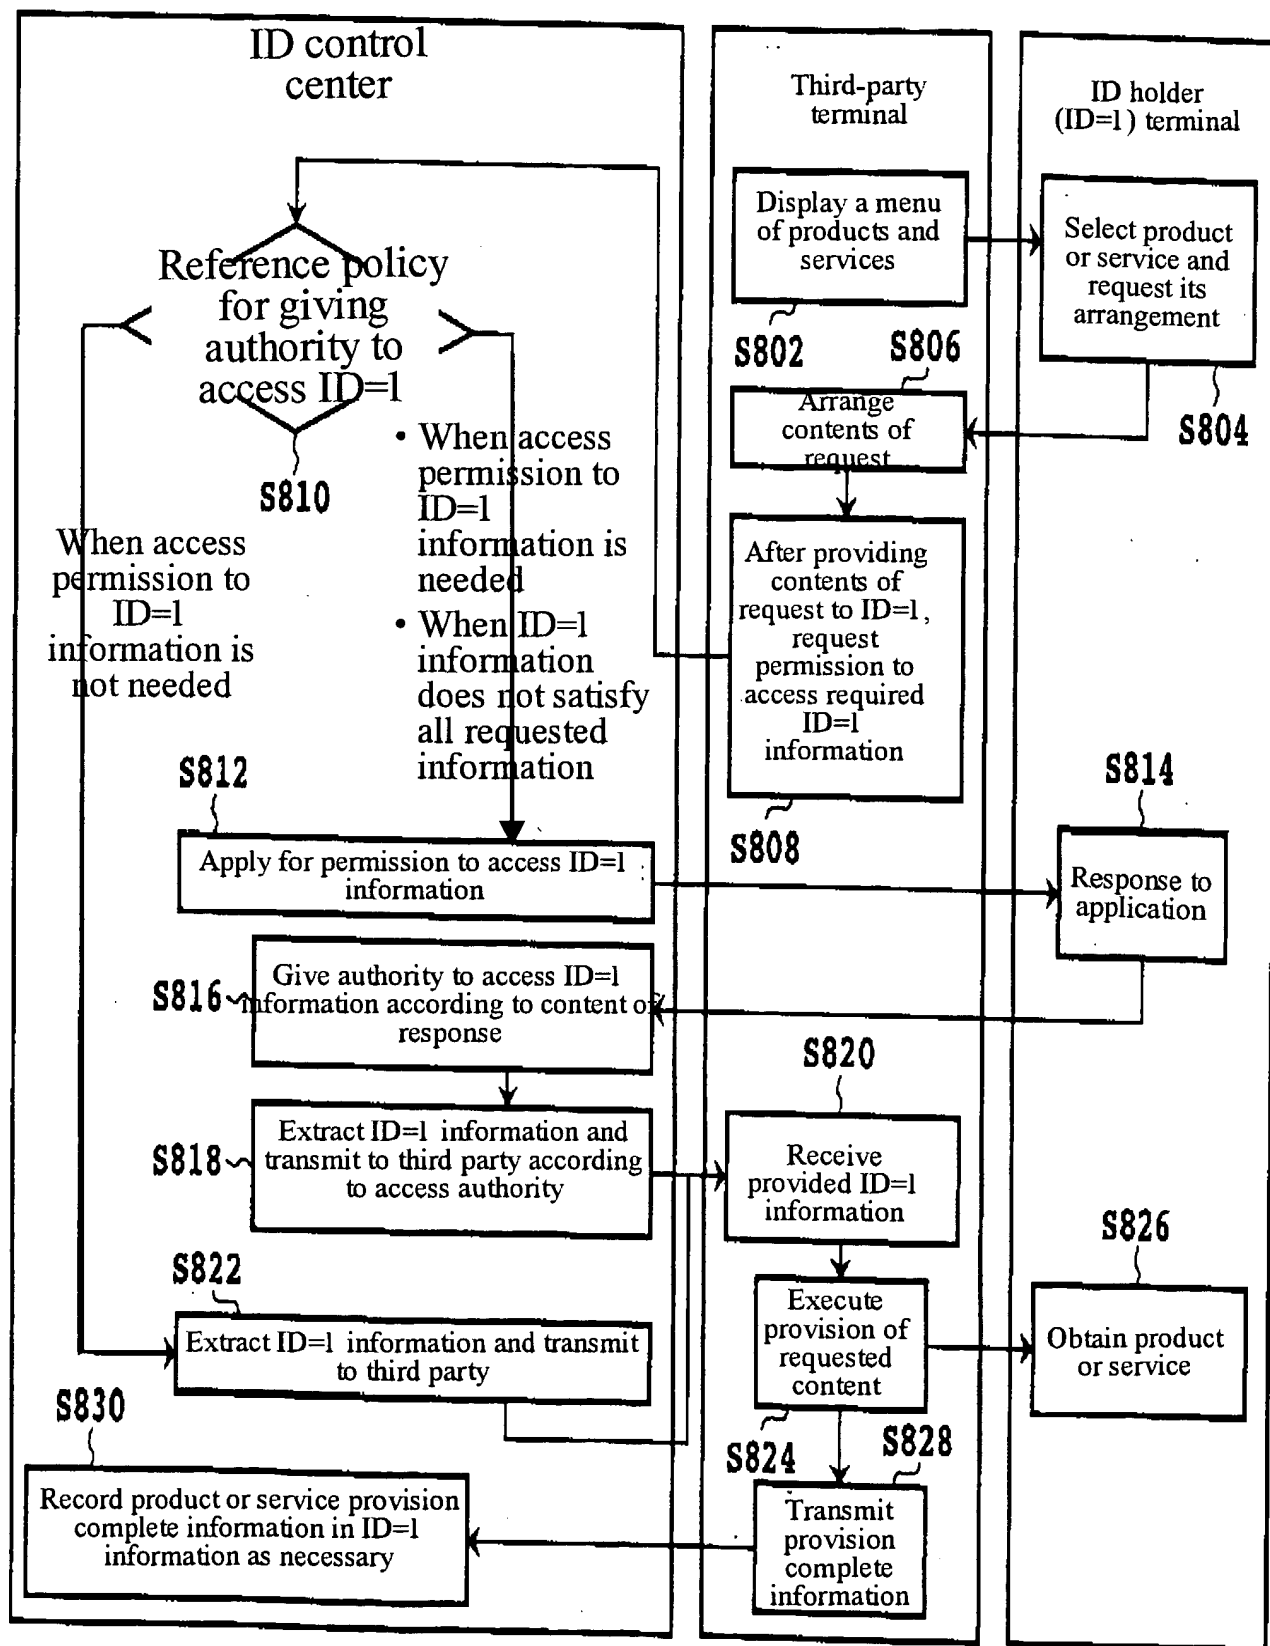 ID control
center
Third-party
terminal
ID holder
(ID=1) terminal
Display a menu
of products and
services
S802
Select product
or service and
request its
arrangement
S804
S806
Arrange
contents of
request
After providing
contents of
request to ID=1,
request
permission to
access required
ID=1
information
S808
Reference policy
for giving
authority to
access ID=1
S810
When access
permission to
ID=1
information is
not needed
• When access
permission to
ID=1
information is
needed
• When ID=1
information
does not satisfy
all requested
information
S812
Apply for permission to access ID=1
information
S814
Response to
application
S816
Give authority to access ID=1
information according to content of
response
S818
Extract ID=1 information and
transmit to third party according
to access authority
S820
Receive
provided ID=1
information
S822
Extract ID=1 information and transmit
to third party
Execute
provision of
requested
content
S824
S826
Obtain product
or service
S828
Transmit
provision
complete
information
S830
Record product or service provision
complete information in ID=1
information as necessary